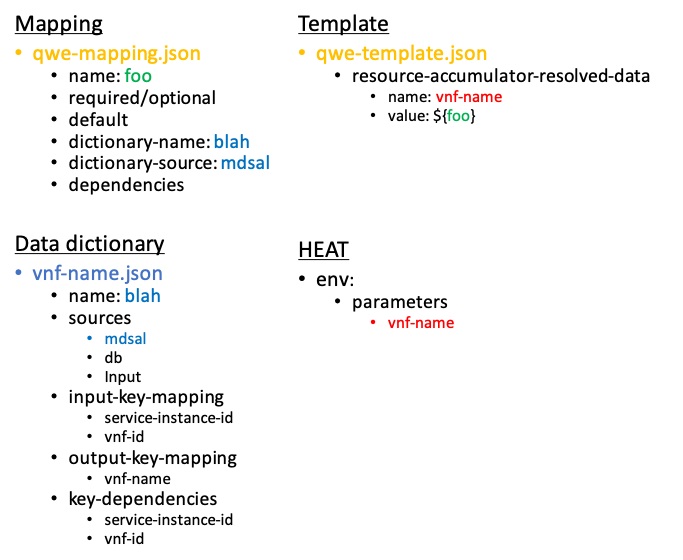 Mapping
• qwe-mapping.json
• name: foo
• required/optional
• default
• dictionary-name: blah
• dictionary-source: mdsal
• dependencies
Template
• qwe-template.json
• resource-accumulator-resolved-data
• name: vnf-name
• value: ${foo}
Data dictionary
• vnf-name.json
• name: blah
• sources
• mdsal
• db
• Input
• input-key-mapping
• service-instance-id
• vnf-id
• output-key-mapping
• vnf-name
• key-dependencies
• service-instance-id
• vnf-id
HEAT
• env:
• parameters
• vnf-name